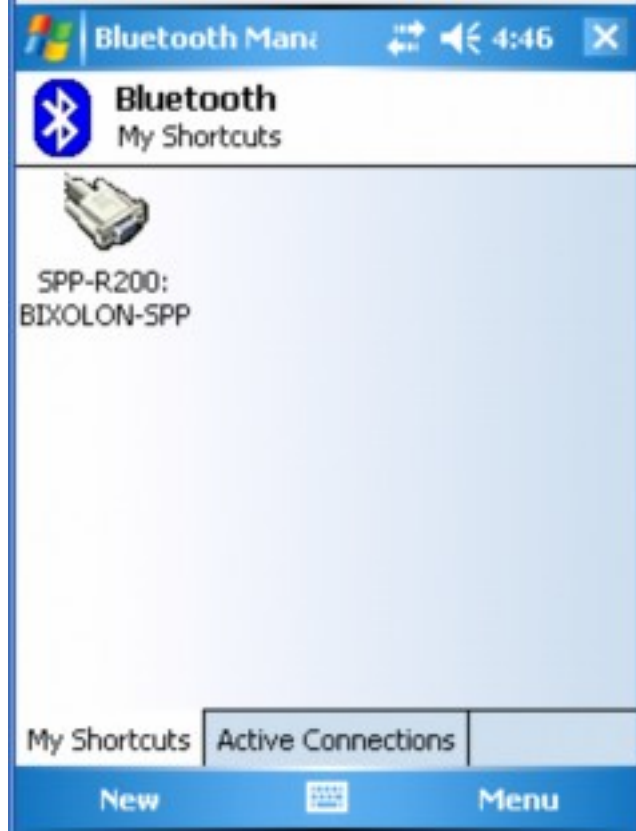 Bluetooth Mana
4:46
Bluetooth
My Shortcuts
SPP-R200:
BIXOLON-SPP
My Shortcuts
Active Connections
New
Menu